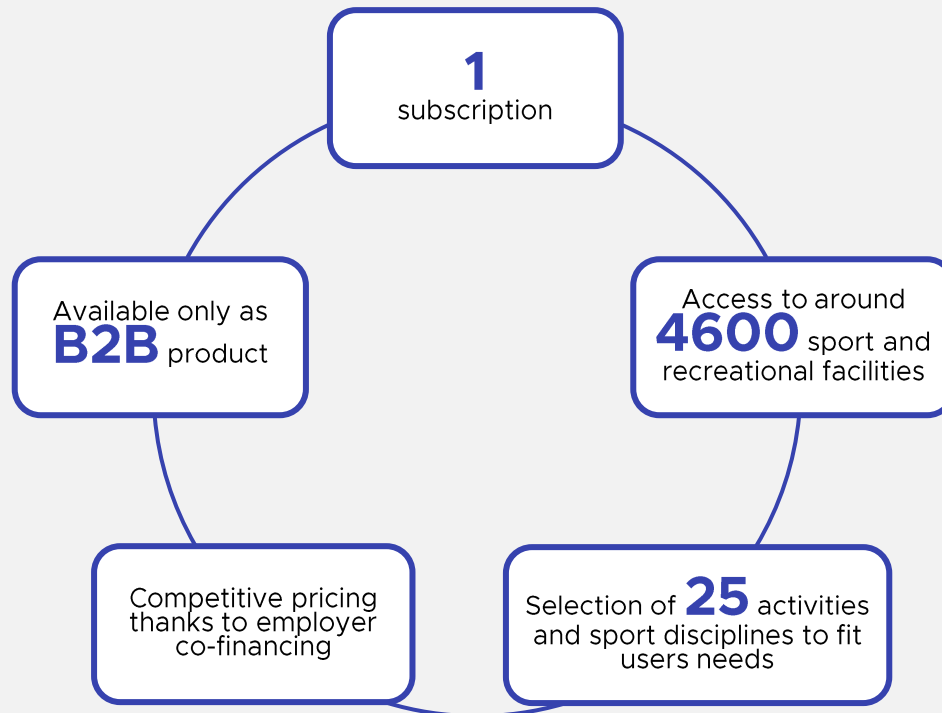 1
subscription
Access to around
4600 sport and
recreational facilities
Selection of 25 activities
and sport disciplines to fit
users needs
Competitive pricing
thanks to employer
co-financing
Available only as
B2B product